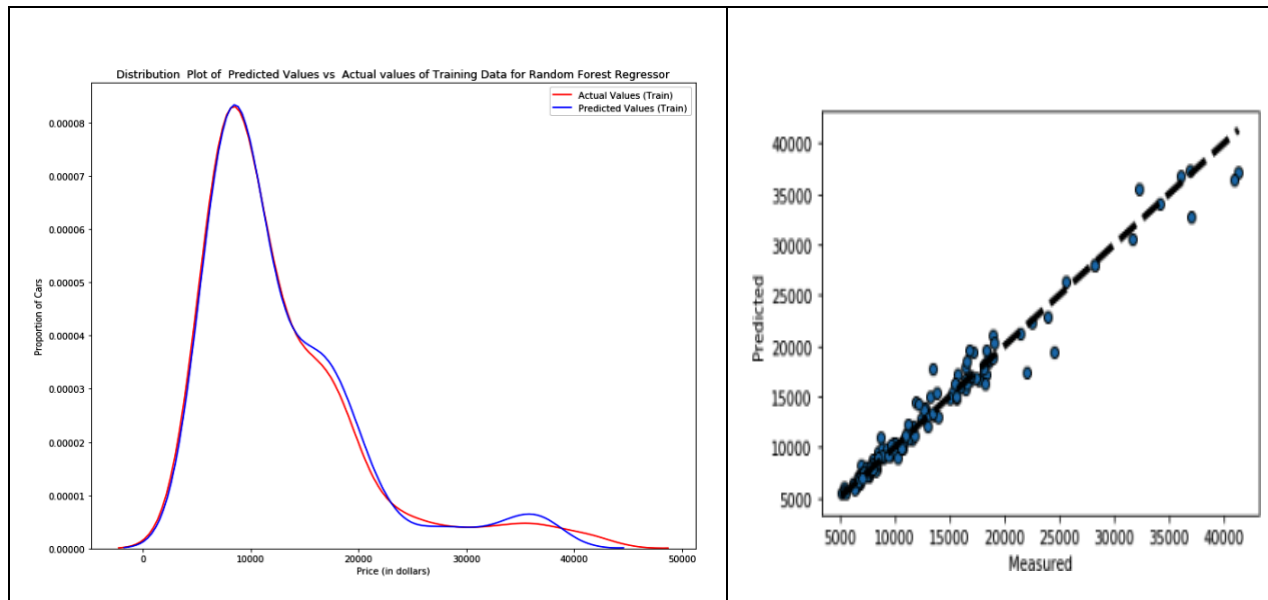 Distribution Plot of Predicted Values vs Actual values of Training Data for Random Forest Regressor
Actual Values (Train)
Predicted Values (Train)
Proportion of Cars
0.00008
0.00007
0.00006
0.00005
0.00004
0.00003
0.00002
0.00001
0.00000
0 10000 20000 30000 40000 50000
Price (in dollars)
Predicted
40000
35000
30000
25000
20000
15000
10000
5000
5000 10000 15000 20000 25000 30000 35000 40000
Measured